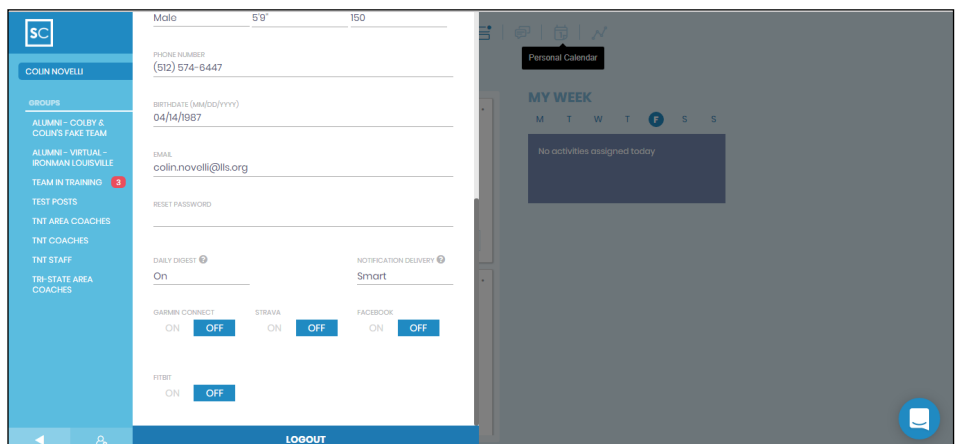 SC
COLIN NOVELLI
GROUPS
ALUMNI - COLBY &
COLIN'S FAKE TEAM
ALUMNI - VIRTUAL -
IRONMAN LOUISVILLE
TEAM IN TRAINING 3
TEST POSTS
TNT AREA COACHES
TNT COACHES
TNT STAFF
TRI-STATE AREA
COACHES
Male 5'9" 150
PHONE NUMBER
(512) 574-6447
BIRTHDATE (MM/DD/YYYY)
04/14/1987
EMAIL
colin.novelli@lls.org
RESET PASSWORD
DAILY DIGEST ? NOTIFICATION DELIVERY ?
On Smart
GARMIN CONNECT STRAVA FACEBOOK
ON OFF ON OFF ON OFF
FITBIT
ON OFF
LOGOUT
Personal Calendar
MY WEEK
M T W T F S S
No activities assigned today